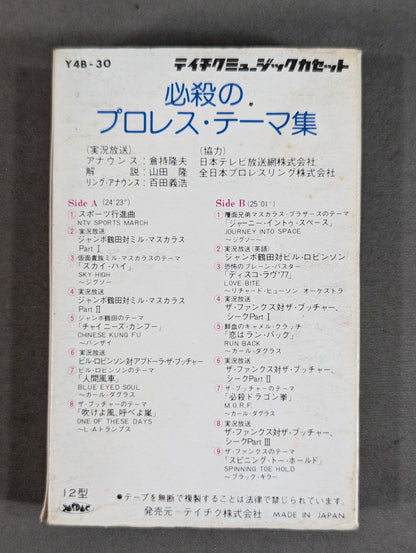 Y4B-30
テイチクミュージックカセット
必殺の
プロレス・テーマ集
(実況放送)
アナウンス:倉持隆夫
解説:山田 隆
リング・アナウンス:百田義浩
(協力)
日本テレビ放送網株式会社
全日本プロレスリング株式会社
Side A (24'23")
① スポーツ行進曲
NTV SPORTS MARCH
② 実況放送
ジャンボ鶴田対ミル・マスカラス
Part Ⅰ
③ 仮面貴族ミル・マスカラスのテーマ
「スカイ・ハイ」
SKY HIGH
〜ジグソー〜
④ 実況放送
ジャンボ鶴田対ミル・マスカラス
Part Ⅱ
⑤ ジャンボ鶴田のテーマ
「チャイニーズ・カンフー」
CHINESE KUNG FU
〜バンザイ
⑥ 実況放送
ビル・ロビンソン対アブドーラ・ザ・ブッチャー
⑦ ビル・ロビンソンのテーマ
「人間風車」
BLUE EYED SOUL
〜カール・ダグラス
⑧ ザ・ブッチャーのテーマ
「吹けよ風、呼べよ嵐」
ONE OF THESE DAYS
〜L・Aトランプス
Side B (25'01")
① 覆面兄弟マスカラス・ブラザースのテーマ
「ジャーニー・イントゥ・スペース」
JOURNEY INTO SPACE
〜ジグソー〜
② 実況放送(英語)
ジャンボ鶴田対ビル・ロビンソン
③ 恐怖のブレーン・バスター
「ディスコ・ラヴ'77」
LOVE BITE
〜リチャード・ヒューソン オーケストラ
④ 実況放送
ザ・ファンクス対ザ・ブッチャー、
シークPart Ⅰ
⑤ 鮮血のキャメル・クラッチ
「恋はラン・バック」
RUN BACK
〜カール・ダグラス
⑥ 実況放送
ザ・ファンクス対ザ・ブッチャー、
シークPart Ⅱ
⑦ ザ・ブッチャーのテーマ
「必殺ドラゴン拳」
M.O.R.F.
〜カール・ダグラス
⑧ 実況放送
ザ・ファンクス対ザ・ブッチャー、
シークPart Ⅲ
⑨ ザ・ファンクスのテーマ
「スピニング・トー・ホールド」
SPINNING TOE HOLD
〜ブラック・キラー
12型
●テープを無断で複製することは法律で禁じられています。
発売元=テイチク株式会社
MADE IN JAPAN